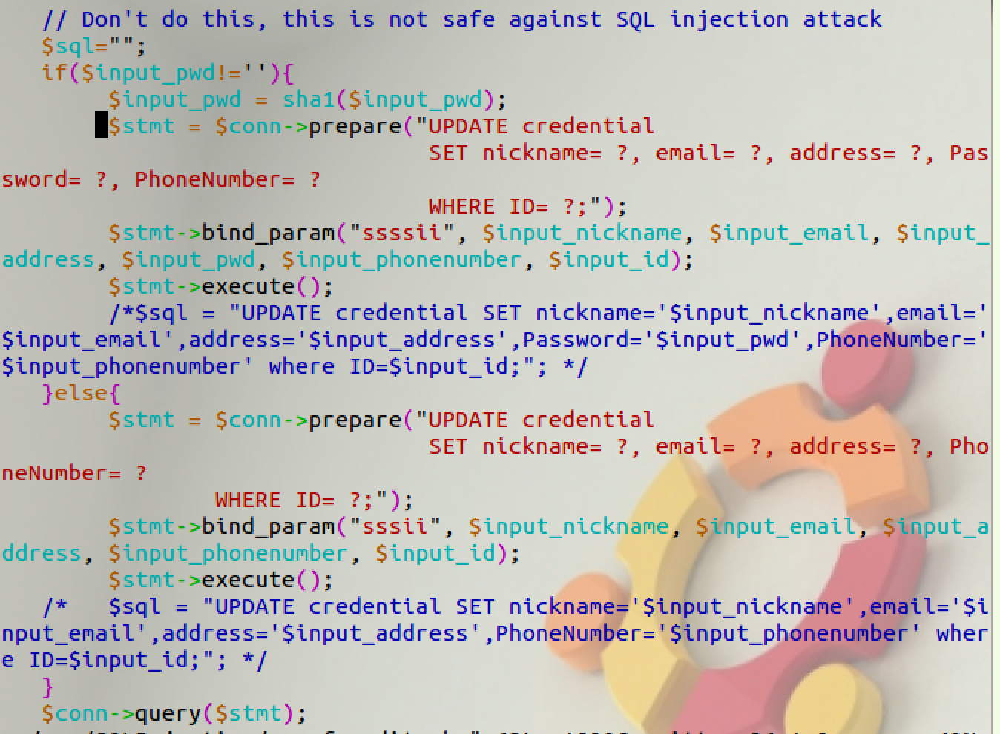 // Don't do this, this is not safe against SQL injection attack
$sql="";
if($input_pwd!=''){
$input_pwd = sha1($input_pwd);
$stmt = $conn->prepare("UPDATE credential
SET nickname= ?, email= ?, address= ?, Pas
sword= ?, PhoneNumber= ?
WHERE ID= ?;");
$stmt->bind_param("ssssii", $input_nickname, $input_email, $input_
address, $input_pwd, $input_phonenumber, $input_id);
$stmt->execute();
/*$sql = "UPDATE credential SET nickname='$input_nickname',email='
$input_email',address='$input_address',Password='$input_pwd',PhoneNumber='
$input_phonenumber' where ID=$input_id;"; */
}else{
$stmt = $conn->prepare("UPDATE credential
SET nickname= ?, email= ?, address= ?, Pho
neNumber= ?
WHERE ID= ?;");
$stmt->bind_param("sssii", $input_nickname, $input_email, $input_a
ddress, $input_phonenumber, $input_id);
$stmt->execute();
/*   $sql = "UPDATE credential SET nickname='$input_nickname',email='$i
nput_email',address='$input_address',PhoneNumber='$input_phonenumber' wher
e ID=$input_id;"; */
}
$conn->query($stmt);